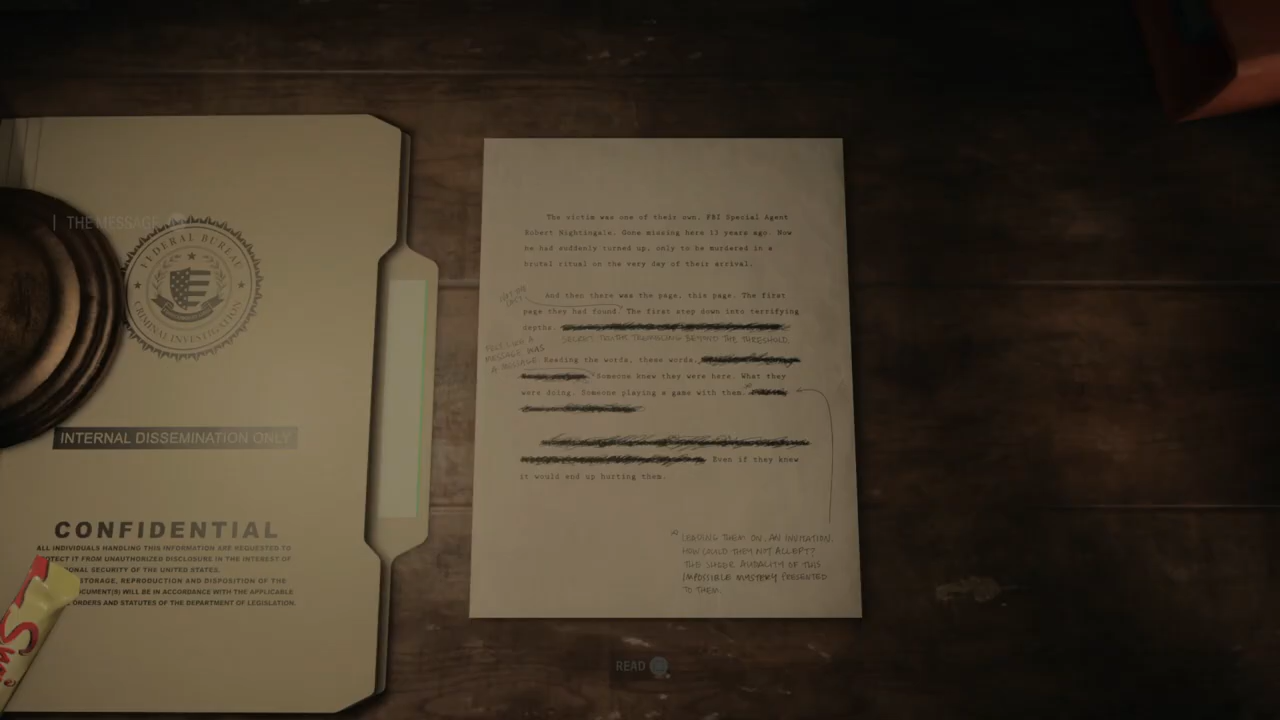 THE MESSAGE
FEDERAL BUREAU
CRIMINAL INVESTIGATION
INTERNAL DISSEMINATION ONLY
CONFIDENTIAL
ALL INDIVIDUALS HANDLING THIS INFORMATION ARE REQUESTED TO
OTECT IT FROM UNAUTHORIZED DISCLOSURE IN THE INTEREST OF
ONAL SECURITY OF THE UNITED STATES.
STORAGE, REPRODUCTION AND DISPOSITION OF THE
OCUMENT(S) WILL BE IN ACCORDANCE WITH THE APPLICABLE
ORDERS AND STATUTES OF THE DEPARTMENT OF LEGISLATION.
The victim was one of their own. FBI Special Agent
Robert Nightingale. Gone missing here 13 years ago. Now
he had suddenly turned up, only to be murdered in a
brutal ritual on the very day of their arrival.
And then there was the page, this page. The first
page they had found. The first step down into terrifying
depths.
SECRET TRUTH PROMISING BEYOND THE THRESHOLD.
FELT LIKE A
MESSAGE. WAS
A MESSAGE.
Reading the words, these words,
Someone knew they were here. What they
were doing. Someone playing a game with them.
Even if they knew
it would end up hurting them.
LEADING THEM ON, AN INVITATION.
HOW COULD THEY NOT ACCEPT?
THE SHEER AUDALITY OF THIS
IMPOSSIBLE MYSTERY PRESENTED
TO THEM.
READ